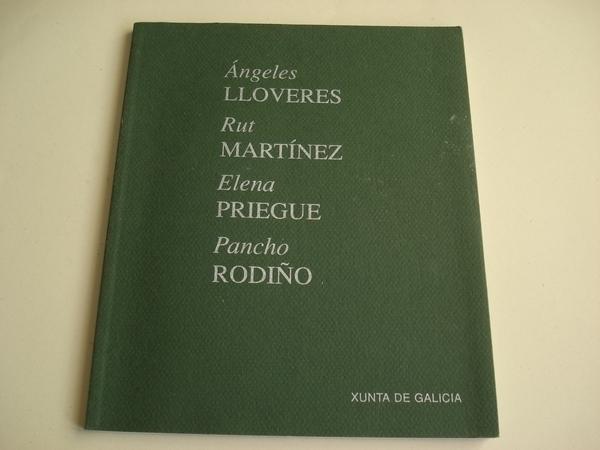 Ángeles
LLOVERES
Rut
MARTÍNEZ
Elena
PRIEGUE
Pancho
RODIÑO
XUNTA DE GALICIA